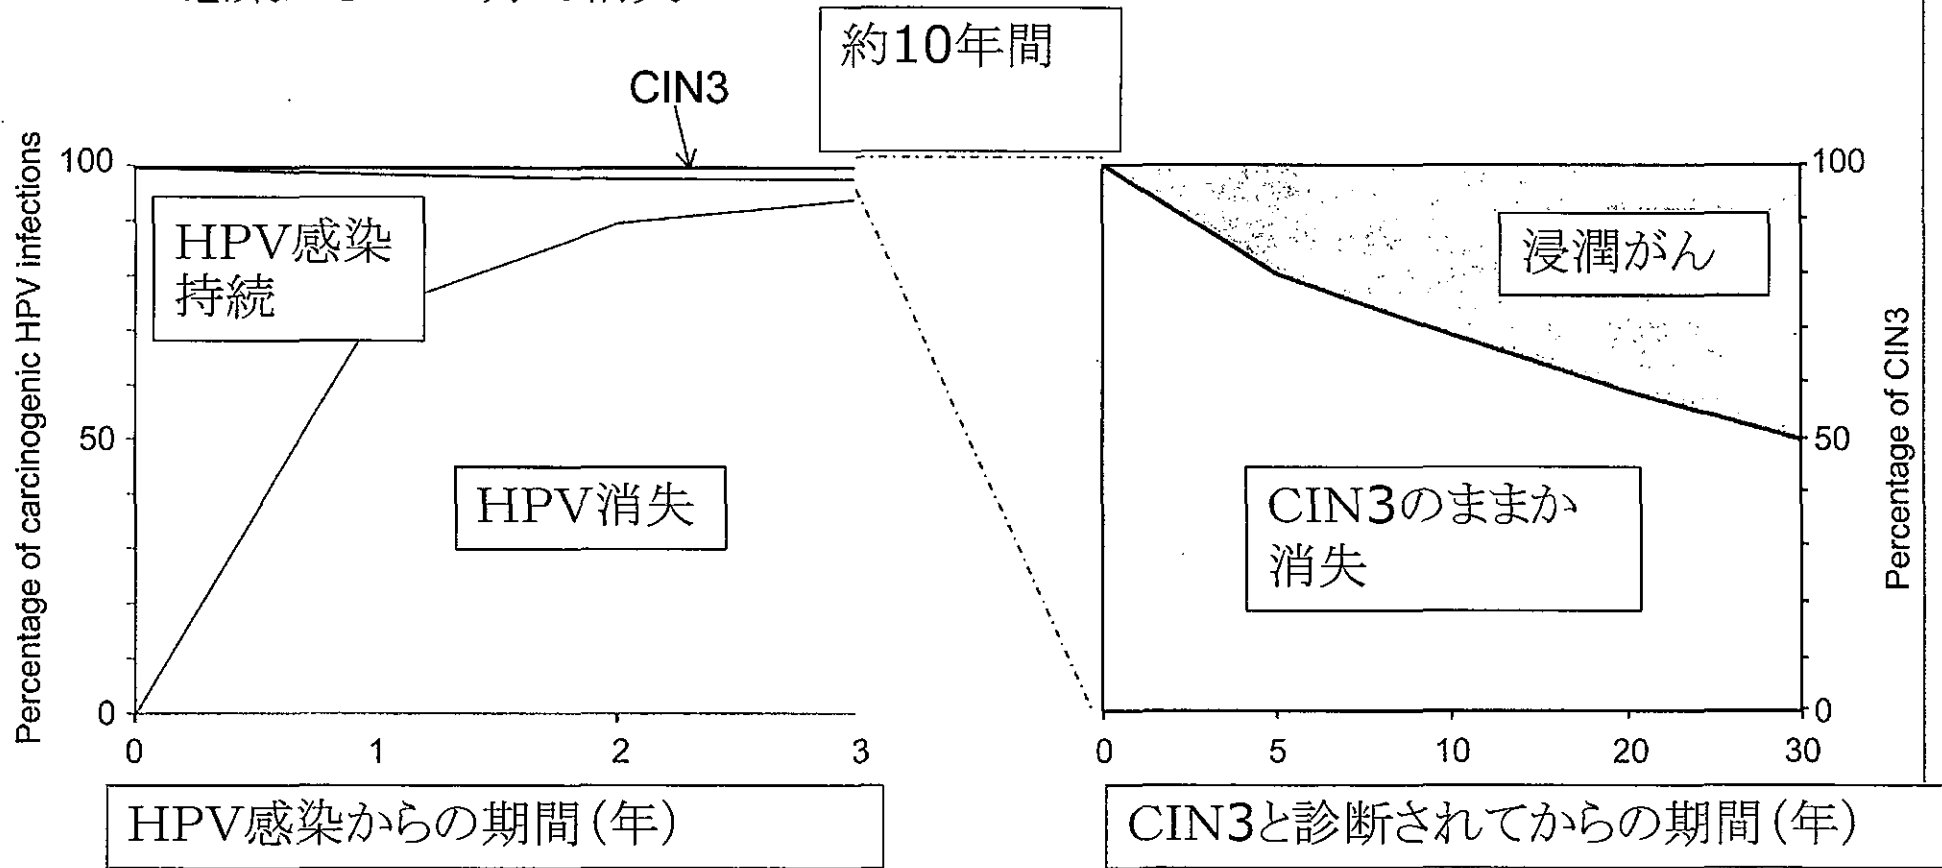 約10年間
CIN3
Percentage of carcinogenic HPV infections
100
50
0
HPV感染
持続
HPV消失
0 1 2 3
HPV感染からの期間(年)
浸潤がん
CIN3のままか
消失
100
50
0
Percentage of CIN3
0 5 10 20 30
CIN3と診断されてからの期間(年)